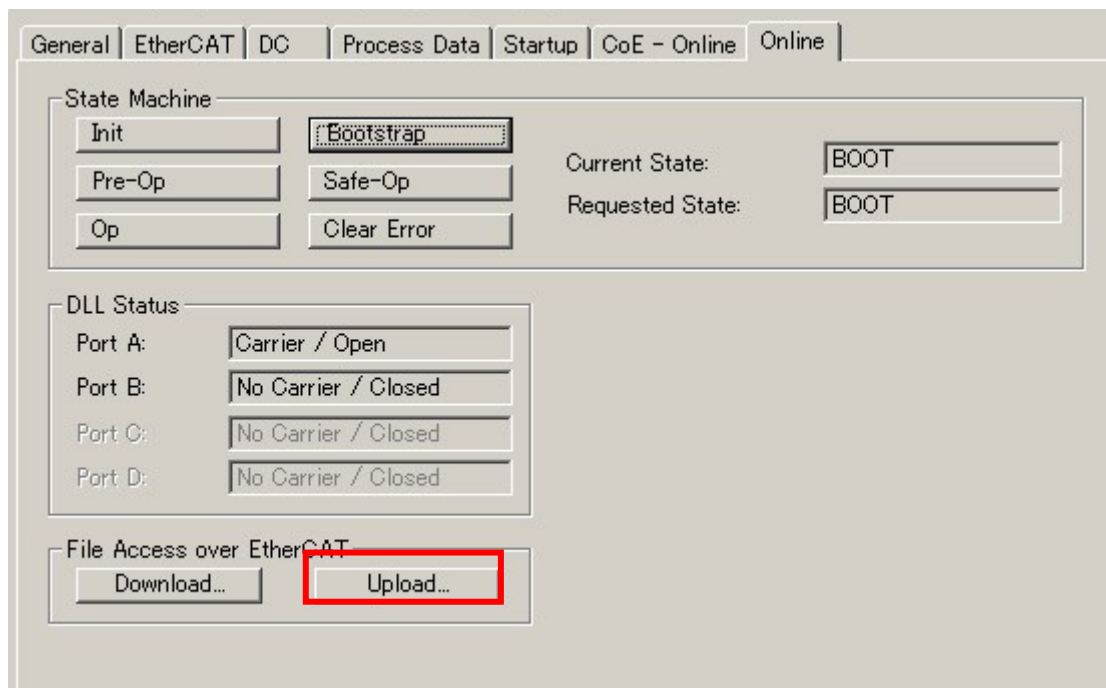 General EtherCAT DC Process Data Startup CoE - Online Online
State Machine
Init Bootstrap
Pre-Op Safe-Op
Op Clear Error
Current State: BOOT
Requested State: BOOT
DLL Status
Port A: Carrier / Open
Port B: No Carrier / Closed
Port C: No Carrier / Closed
Port D: No Carrier / Closed
File Access over EtherCAT
Download... Upload...